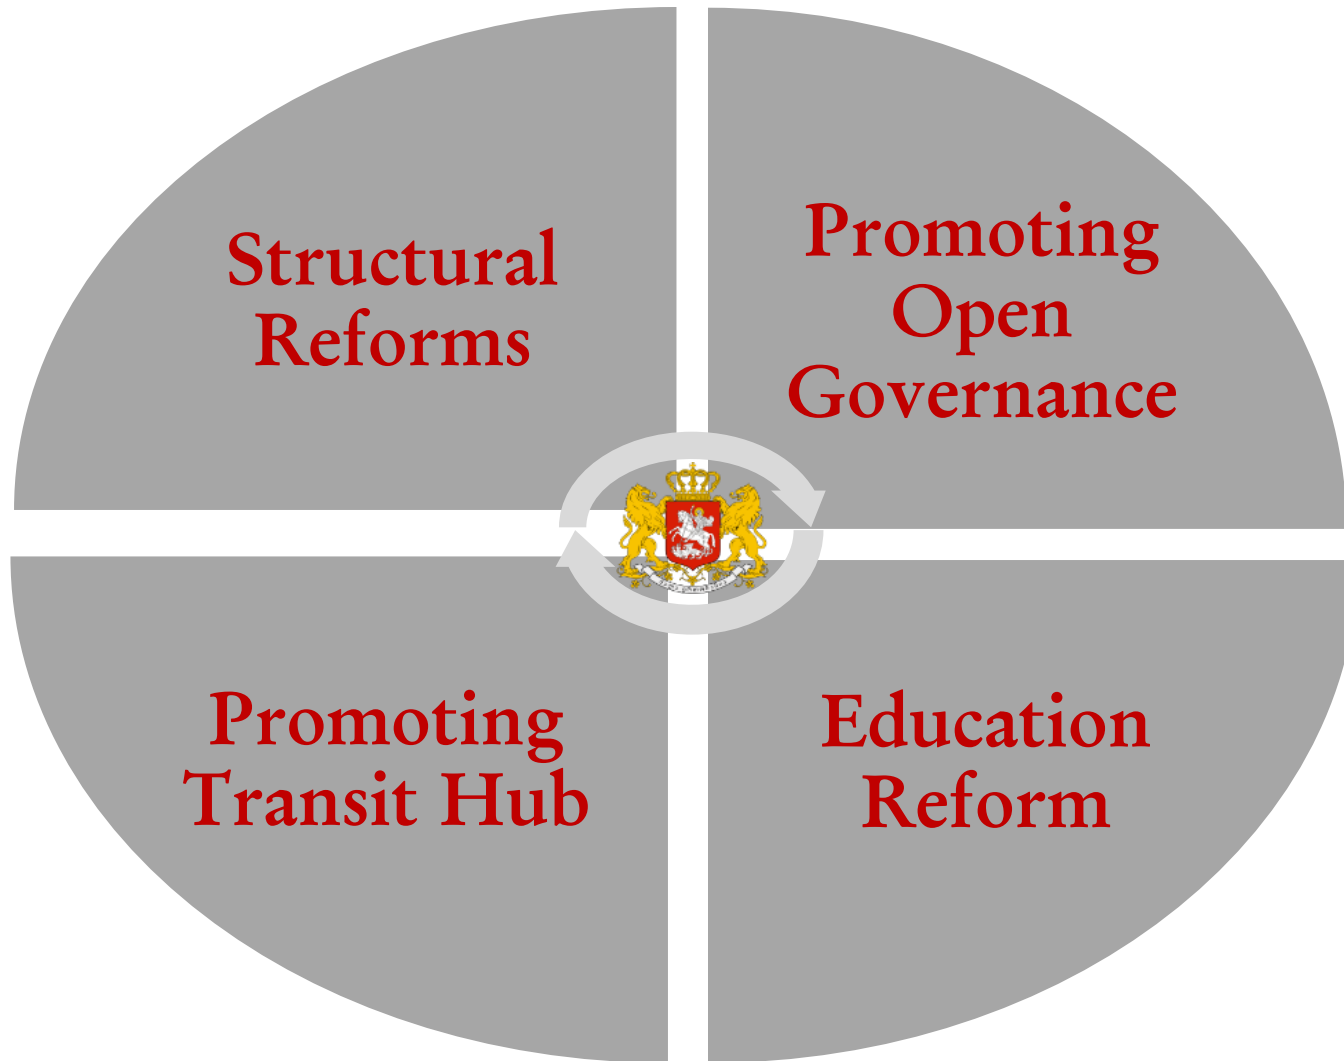 Structural
Reforms
Promoting
Open
Governance
Promoting
Transit Hub
Education
Reform